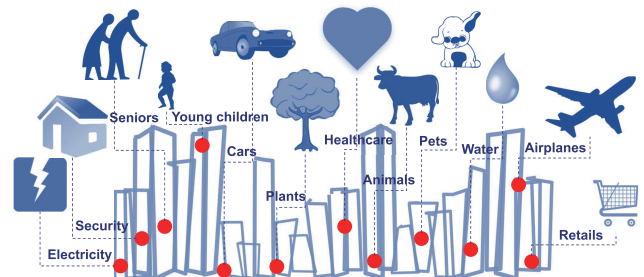 Seniors
Young children
Cars
Healthcare
Pets
Water
Airplanes
Animals
Plants
Security
Retails
Electricity